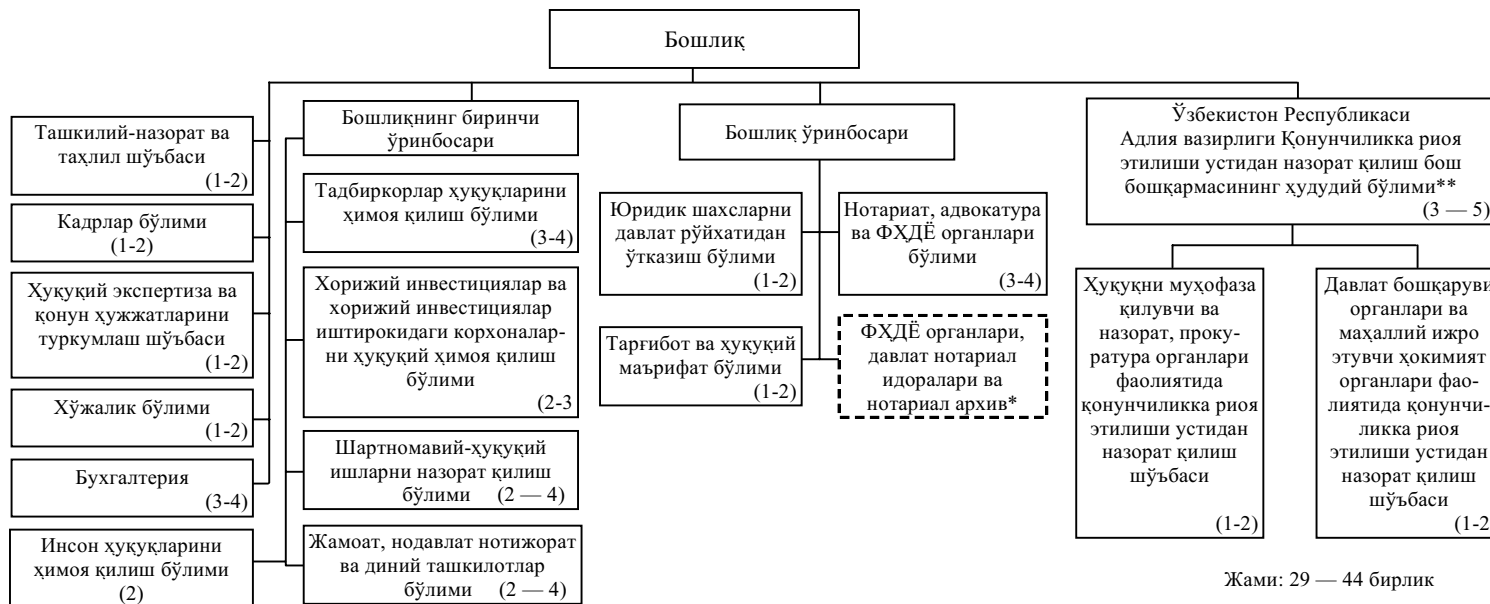 Бошлиқ
Ташкилий-назорат ва
таҳлил шўъбаси
(1-2)
Кадрлар бўлими
(1-2)
Ҳуқуқий экспертиза ва
қонун ҳужжатларини
туркумлаш шўъбаси
(1-2)
Хўжалик бўлими
(1-2)
Бухгалтерия
(3-4)
Инсон ҳуқуқларини
ҳимоя қилиш бўлими
(2)
Бошлиқнинг биринчи
ўринбосари
Тадбиркорлар ҳуқуқларини
ҳимоя қилиш бўлими
(3-4)
Хорижий инвестициялар ва
хорижий инвестициялар
иштирокидаги корхоналар-
ни ҳуқуқий ҳимоя қилиш
бўлими
(2-3
Шартномавий-ҳуқуқий
ишларни назорат қилиш
бўлими (2 — 4)
Жамоат, нодавлат нотижорат
ва диний ташкилотлар
бўлими (2 — 4)
Бошлиқ ўринбосари
Юридик шахсларни
давлат рўйхатидан
ўтказиш бўлими
(1-2)
Нотариат, адвокатура
ва ФҲДЁ органлари
бўлими
(3-4)
Тарғибот ва ҳуқуқий
маърифат бўлими
(1-2)
ФҲДЁ органлари,
давлат нотариал
идоралари ва
нотариал архив*
Ўзбекистон Республикаси
Адлия вазирлиги Қонунчиликка риоя
этилиши устидан назорат қилиш бош
бошқармасининг ҳудудий бўлими**
(3 — 5)
Ҳуқуқни муҳофаза
қилувчи ва
назорат, проку-
ратура органлари
фаолиятида
қонунчиликка риоя
этилиши устидан
назорат қилиш
шўъбаси
(1-2)
Давлат бошқаруви
органлари ва
маҳаллий ижро
этувчи ҳокимият
органлари фао-
лиятида қонунчи-
ликка риоя
этилиши устидан
назорат қилиш
шўъбаси
(1-2
Жами: 29 — 44 бирлик